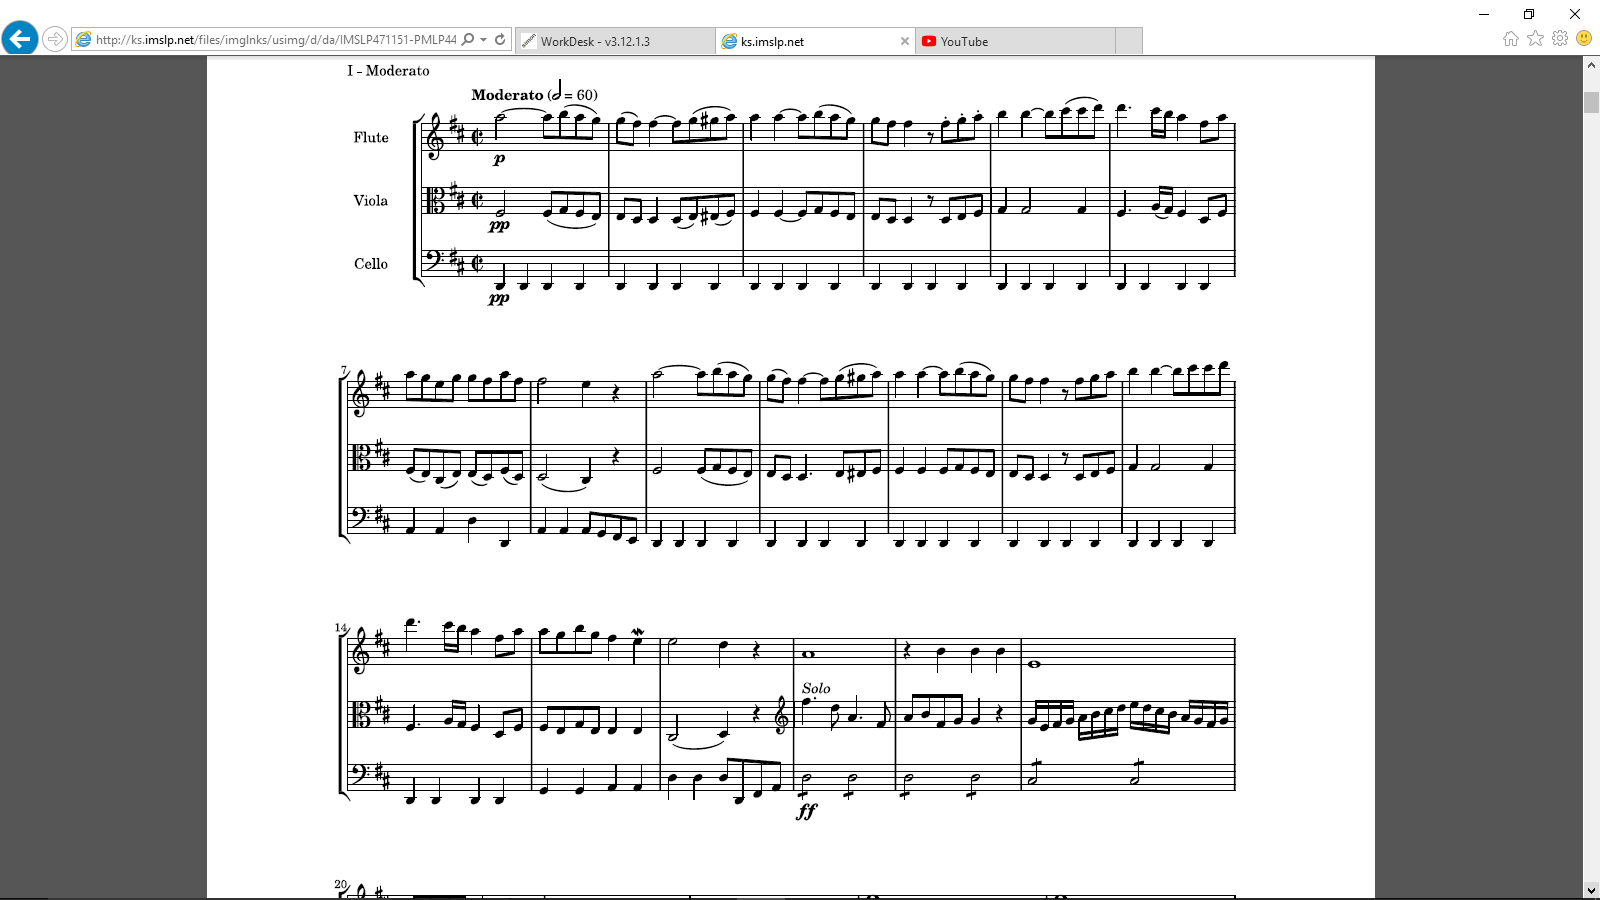 http://ks.imslp.net/files/imglnks/usimg/d/da/IMSLP471151-PMLP44
WorkDesk - v3.12.1.3
ks.imslp.net
YouTube
I - Moderato
Moderato (𝅗𝅥 = 60)
Flute
p
Viola
pp
Cello
pp
7
14
Solo
ff
20